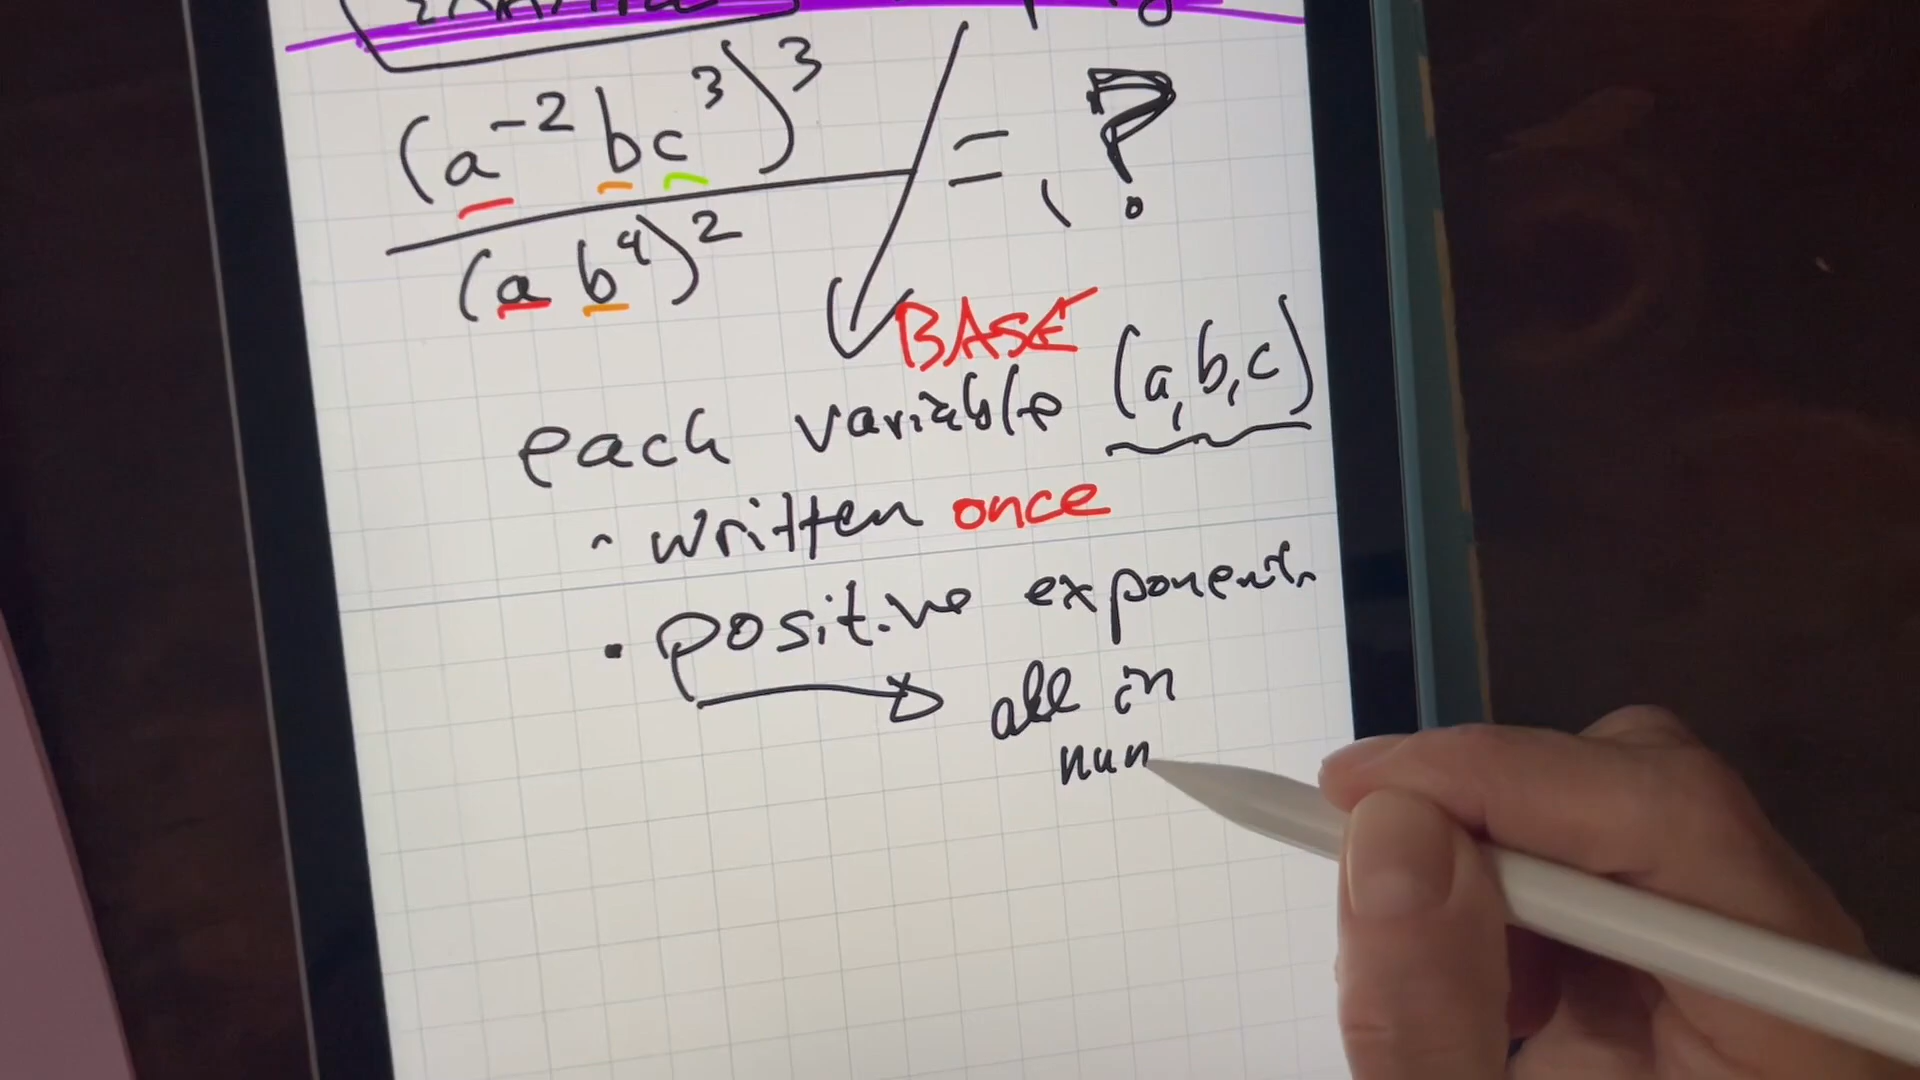 (a⁻² b c³)³
= ?
(a b⁴)²
BASE
each variable (a, b, c)
written once
positive exponents
all in
num